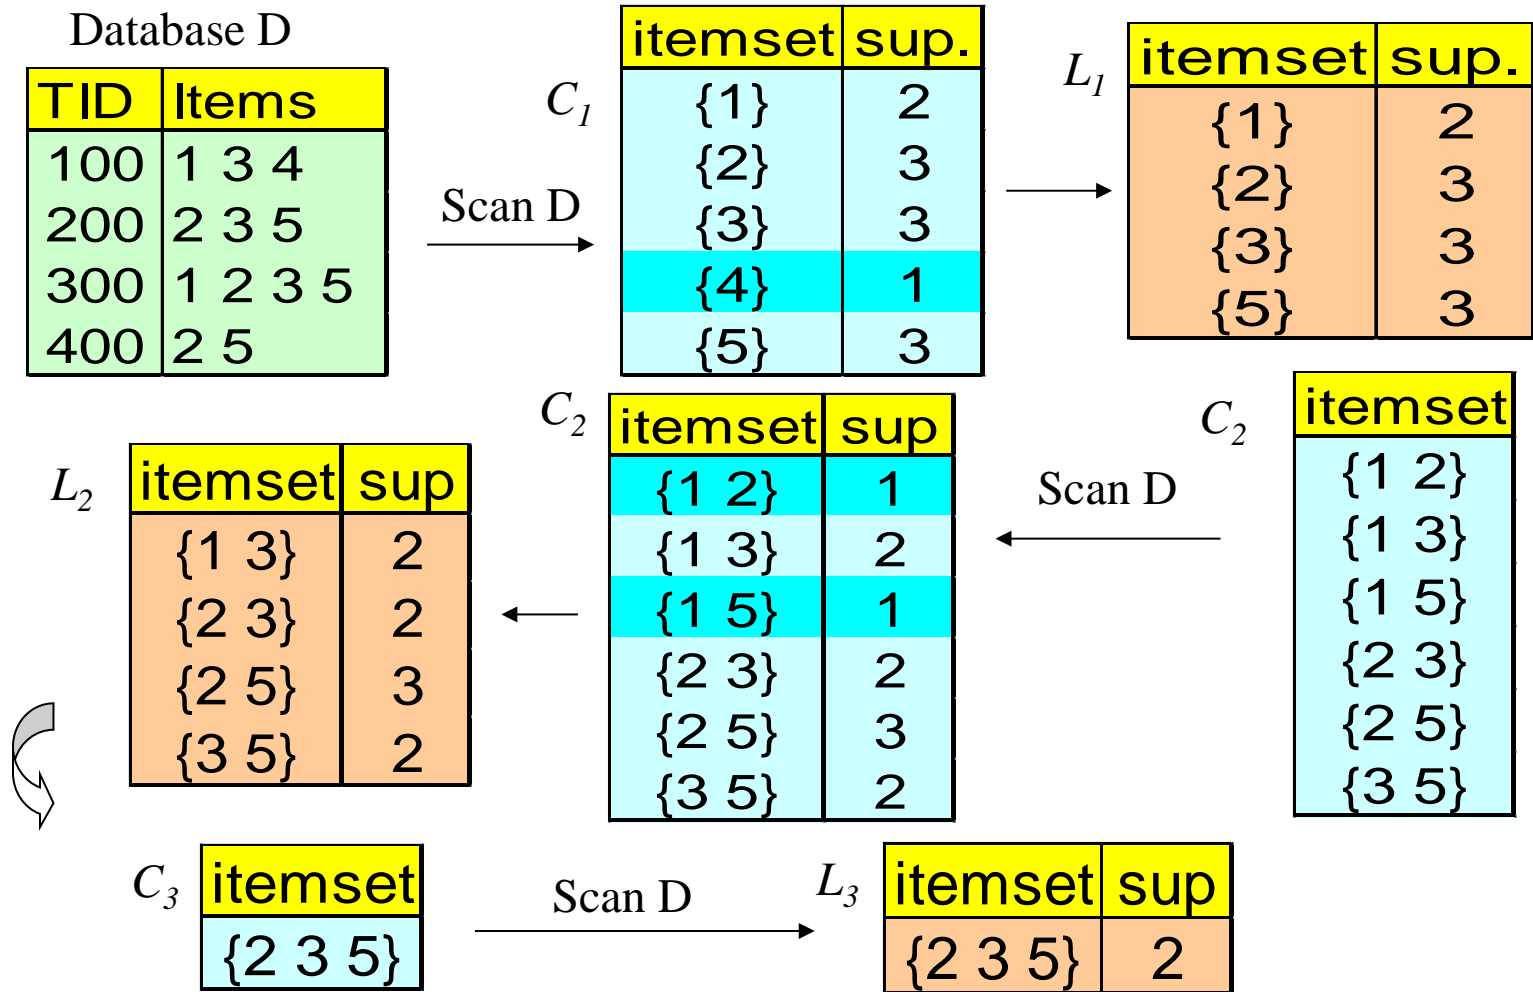 Database D
TID Items
100 1 3 4
200 2 3 5
300 1 2 3 5
400 2 5
Scan D
C1
itemset sup.
{1} 2
{2} 3
{3} 3
{4} 1
{5} 3
L1
itemset sup.
{1} 2
{2} 3
{3} 3
{5} 3
C2
itemset
{1 2}
{1 3}
{1 5}
{2 3}
{2 5}
{3 5}
Scan D
C2
itemset sup
{1 2} 1
{1 3} 2
{1 5} 1
{2 3} 2
{2 5} 3
{3 5} 2
L2
itemset sup
{1 3} 2
{2 3} 2
{2 5} 3
{3 5} 2
C3
itemset
{2 3 5}
Scan D
L3
itemset sup
{2 3 5} 2